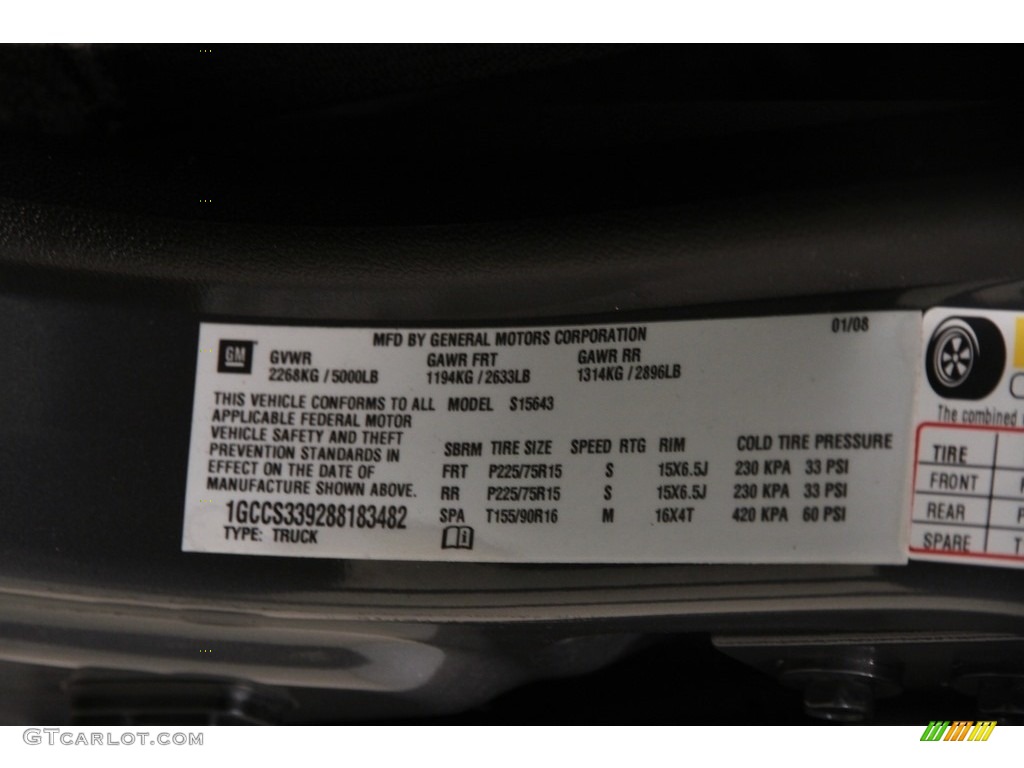 MFD BY GENERAL MOTORS CORPORATION 01/08
GM
GVWR GAWR FRT GAWR RR
2268KG / 5000LB 1194KG / 2633LB 1314KG / 2896LB
THIS VEHICLE CONFORMS TO ALL MODEL S15643
APPLICABLE FEDERAL MOTOR
VEHICLE SAFETY AND THEFT
PREVENTION STANDARDS IN
EFFECT ON THE DATE OF
MANUFACTURE SHOWN ABOVE.
1GCCS339288183482
TYPE: TRUCK
SBRM TIRE SIZE SPEED RTG RIM COLD TIRE PRESSURE
FRT P225/75R15 S 15X6.5J 230 KPA 33 PSI
RR P225/75R15 S 15X6.5J 230 KPA 33 PSI
SPA T155/90R16 M 16X4T 420 KPA 60 PSI
The combined
TIRE
FRONT
REAR
SPARE T
GTCARLOT.COM